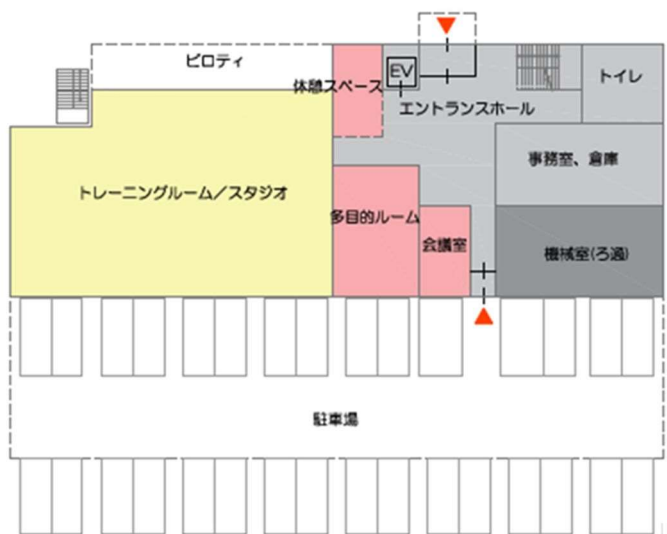 ピロティ
EV
休憩スペース
トイレ
エントランスホール
事務室、倉庫
トレーニングルーム/スタジオ
多目的ルーム
会議室
機械室(ろ過)
駐車場